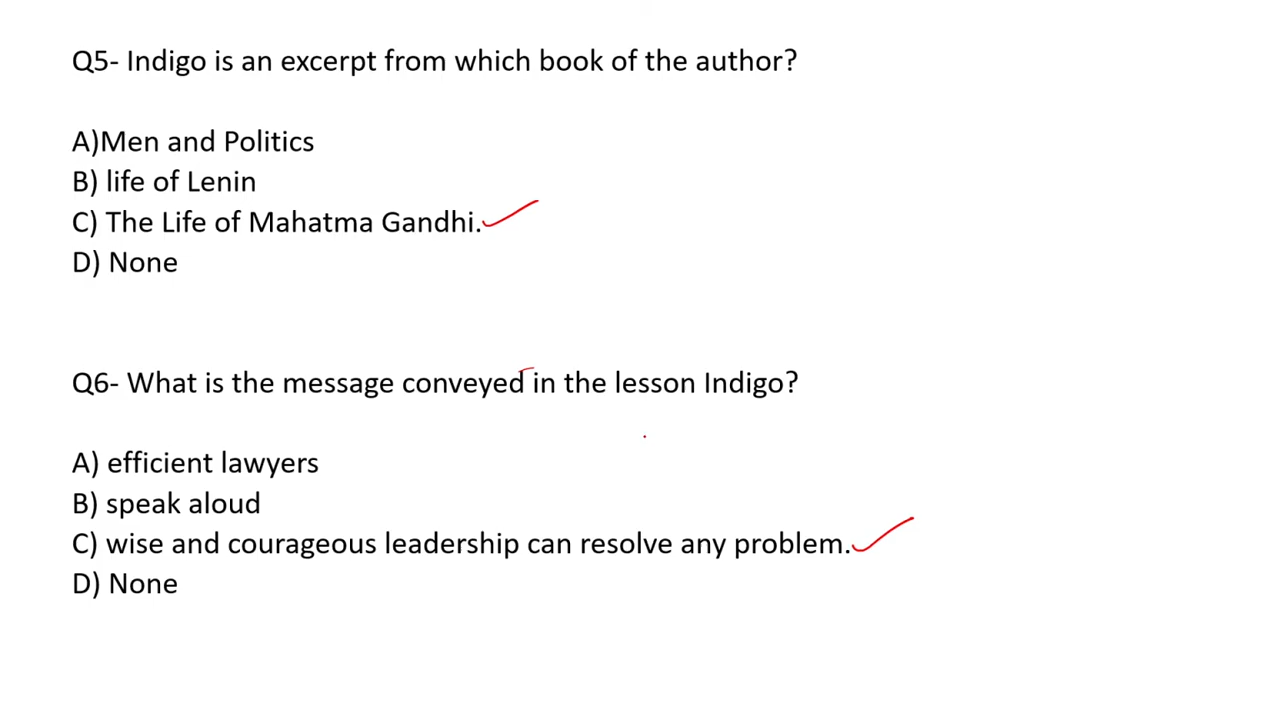 Q5- Indigo is an excerpt from which book of the author?
A)Men and Politics
B) life of Lenin
C) The Life of Mahatma Gandhi.
D) None
Q6- What is the message conveyed in the lesson Indigo?
A) efficient lawyers
B) speak aloud
C) wise and courageous leadership can resolve any problem.
D) None